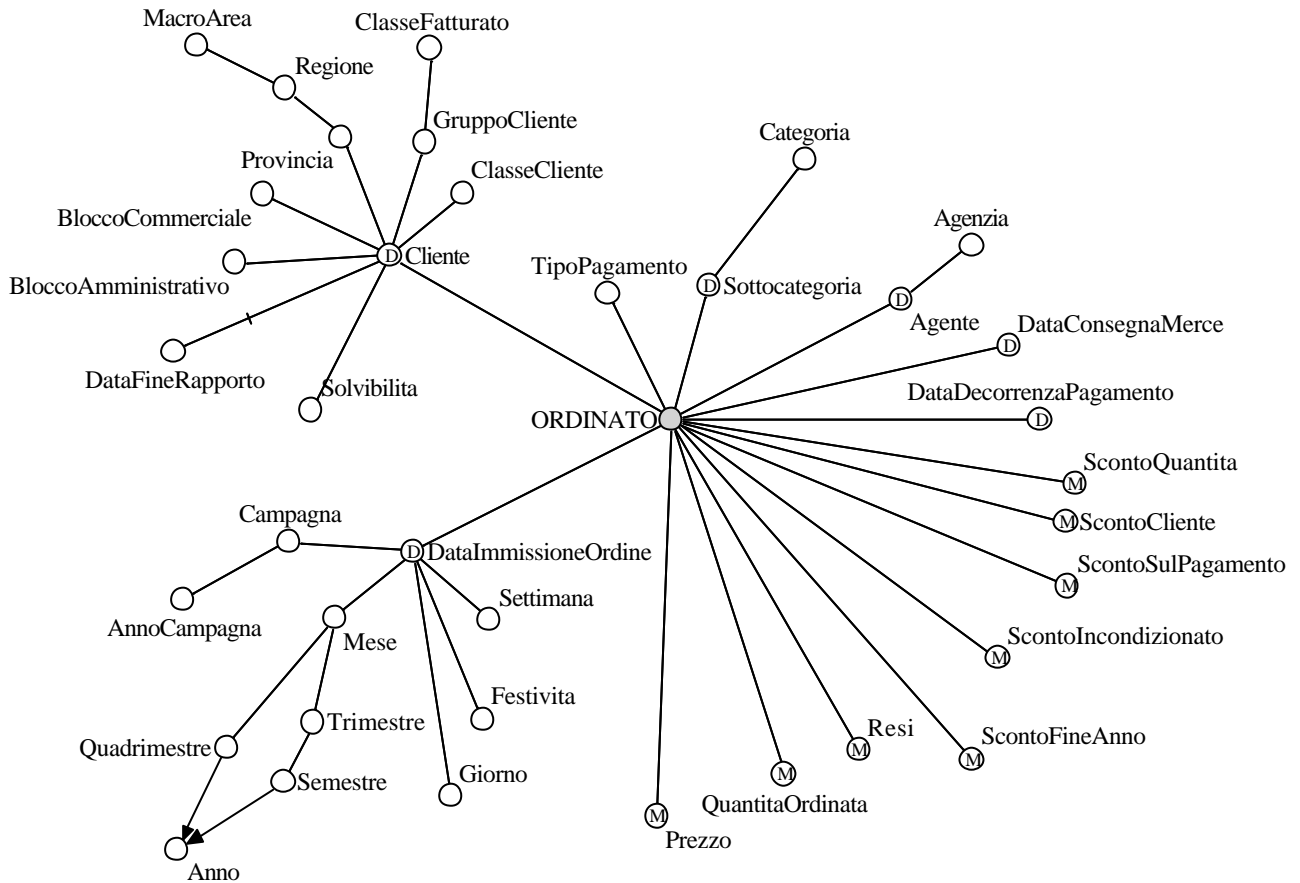 MacroArea
ClasseFatturato
Regione
GruppoCliente
Categoria
Provincia
ClasseCliente
BloccoCommerciale
Agenzia
D Cliente
TipoPagamento
D Sottocategoria
BloccoAmministrativo
D
Agente
DataConsegnaMerce
D
DataFineRapporto
Solvibilita
DataDecorrenzaPagamento
ORDINATO
D
M ScontoQuantita
Campagna
M ScontoCliente
D DataImmissioneOrdine
M ScontoSulPagamento
AnnoCampagna
Settimana
Mese
M ScontoIncondizionato
Festivita
Trimestre
Quadrimestre
M Resi
M ScontoFineAnno
Semestre
Giorno
M
QuantitaOrdinata
M
Prezzo
Anno